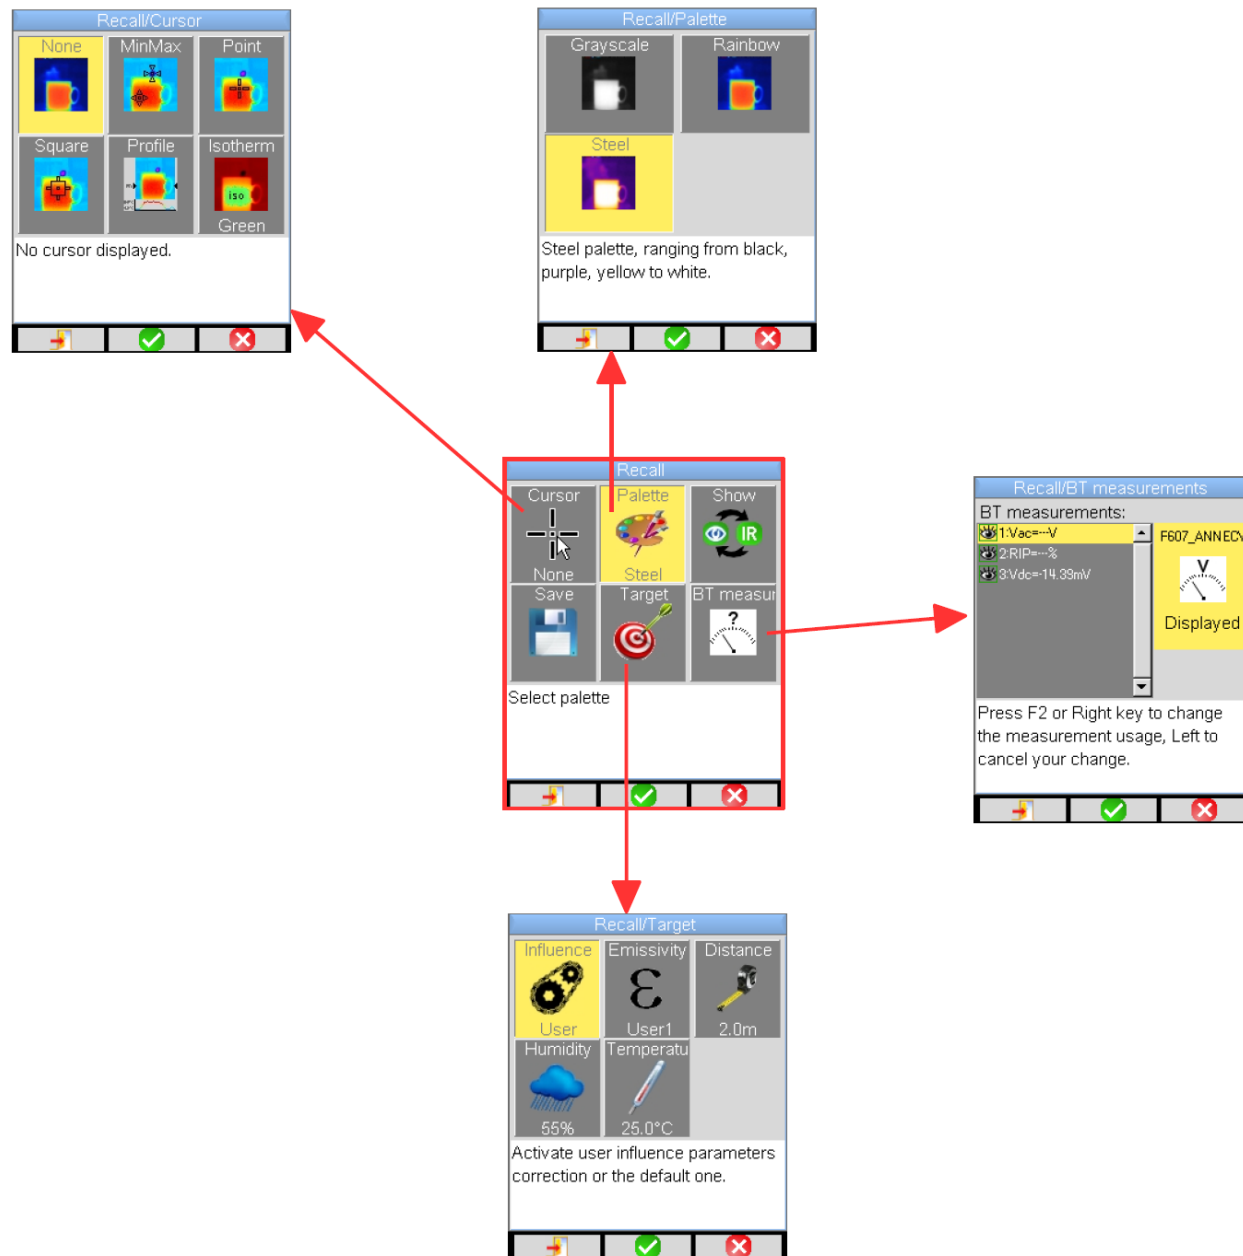 Recall/Cursor
None MinMax Point
Square Profile Isotherm
iso
Green
No cursor displayed.
Recall/Palette
Grayscale Rainbow
Steel
Steel palette, ranging from black,
purple, yellow to white.
Recall
Cursor Palette Show
IR
None Steel
Save Target BT measur
?
Select palette
Recall/BT measurements
BT measurements:
1:Vac=---V
2:RIP=---%
3:Vdc=-14.39mV
F607_ANNECY
V
Displayed
Press F2 or Right key to change
the measurement usage, Left to
cancel your change.
Recall/Target
Influence Emissivity Distance
ε
User User1 2.0m
Humidity Temperatu
55% 25.0°C
Activate user influence parameters
correction or the default one.